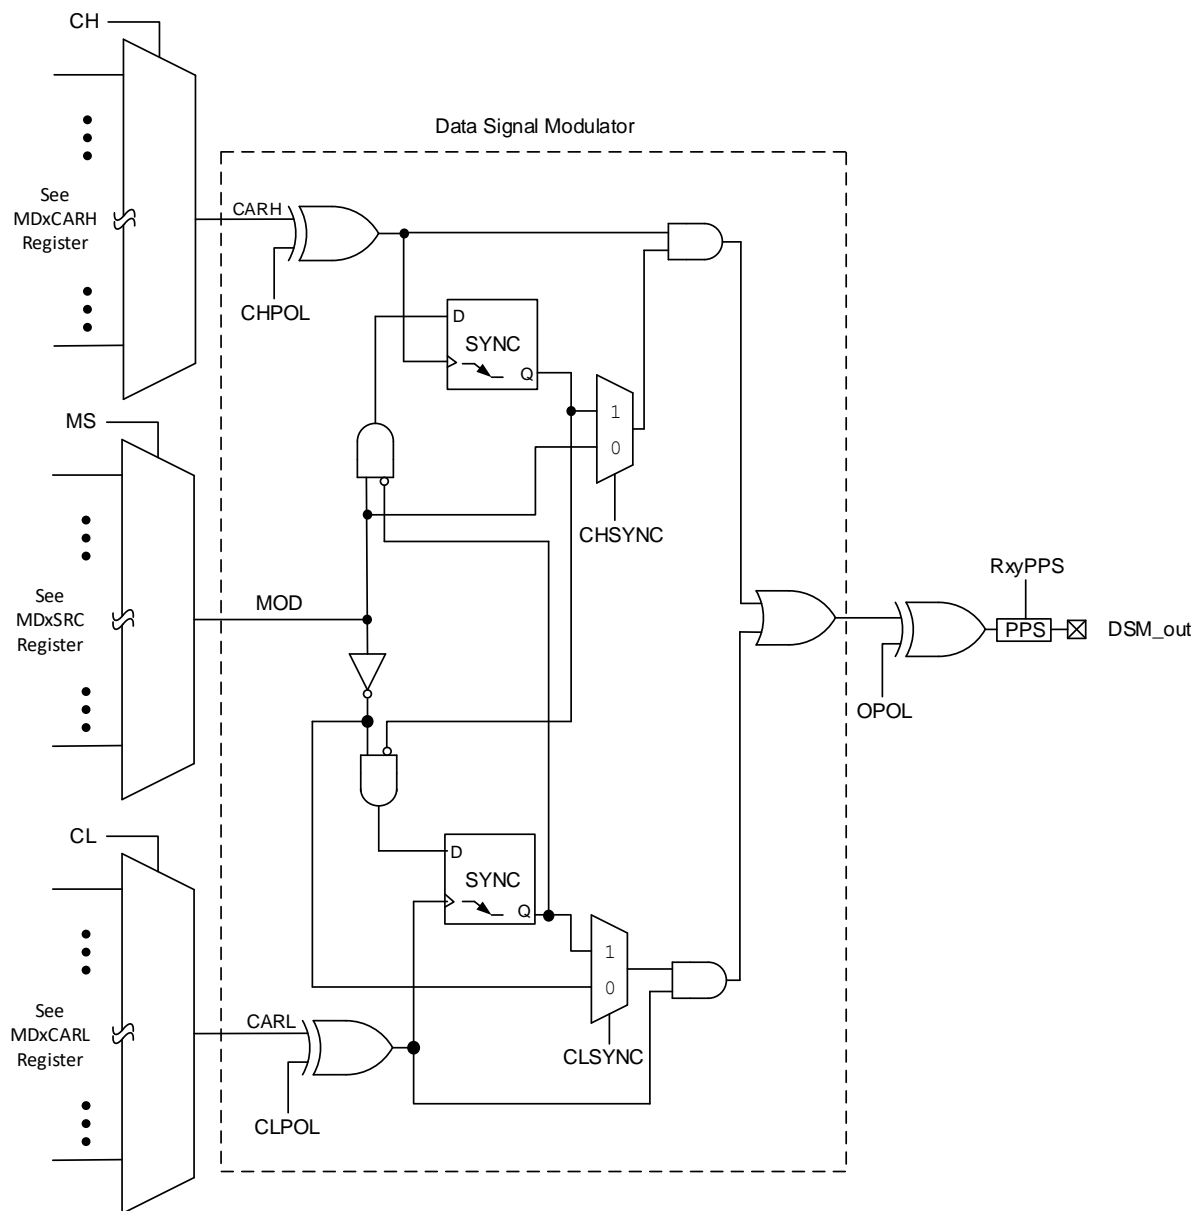 CH
Data Signal Modulator
See
MDxCARH
Register
CARH
CHPOL
D
SYNC
Q
1
0
CHSYNC
MS
See
MDxSRC
Register
MOD
RxyPPS
PPS
DSM_out
OPOL
CL
D
SYNC
Q
1
0
CLSYNC
See
MDxCARL
Register
CARL
CLPOL